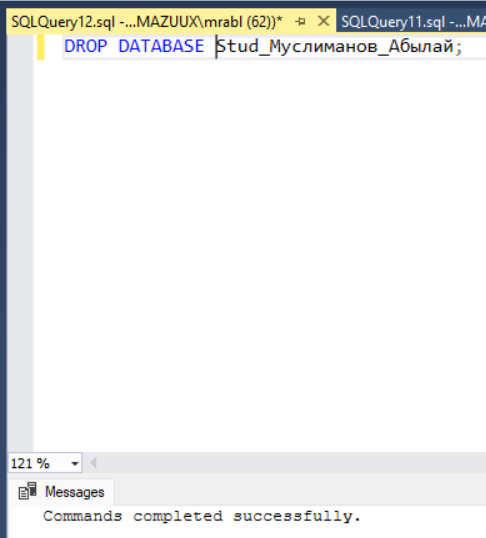 SQLQuery12.sql -...MAZUUX\mrabl (62))* SQLQuery11.sql -...MA
DROP DATABASE Stud_Муслиманов_Абылай;
121 %
Messages
Commands completed successfully.